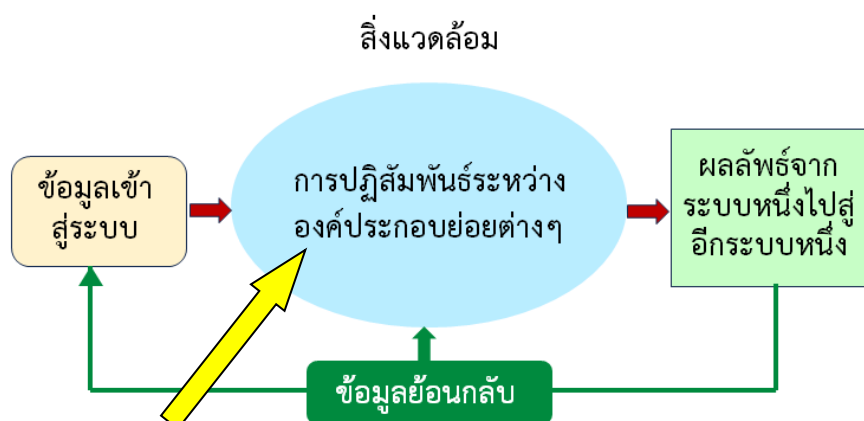 สิ่งแวดล้อม
ข้อมูลเข้า
สู่ระบบ
การปฏิสัมพันธ์ระหว่าง
องค์ประกอบย่อยต่างๆ
ผลลัพธ์จาก
ระบบหนึ่งไปสู่
อีกระบบหนึ่ง
ข้อมูลย้อนกลับ